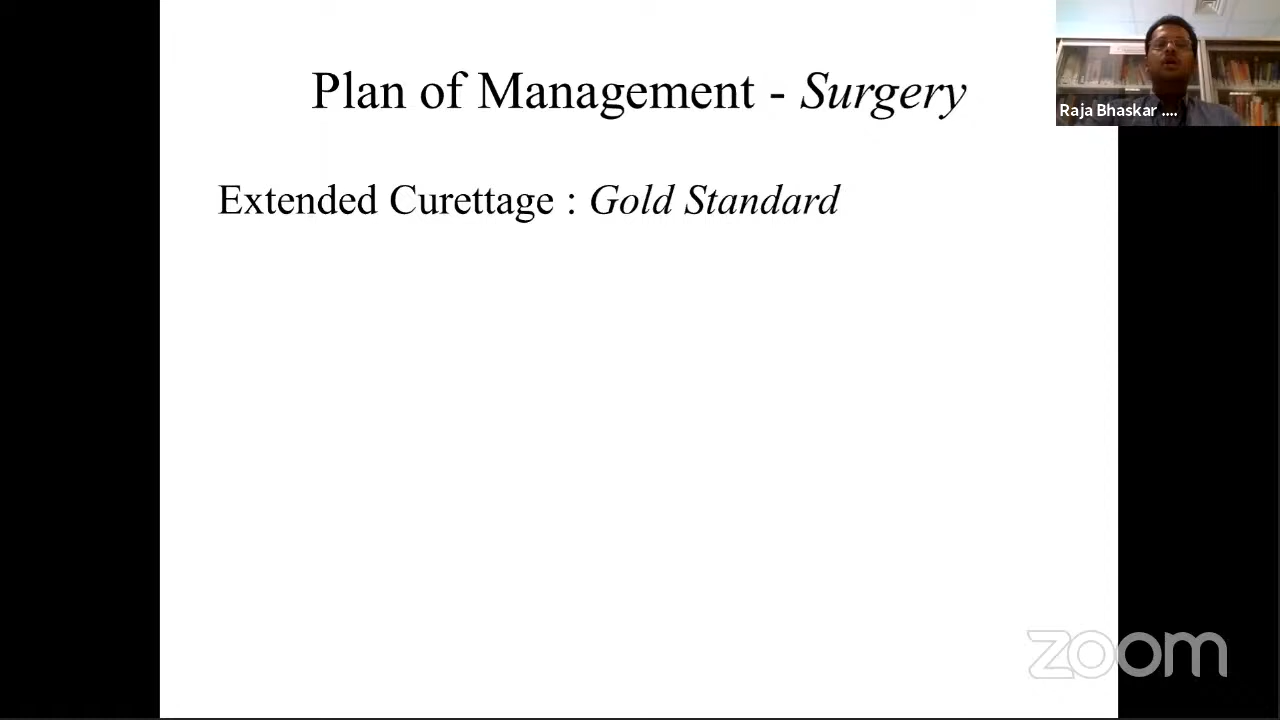 Plan of Management - Surgery
Raja Bhaskar ....
Extended Curettage : Gold Standard
zoom